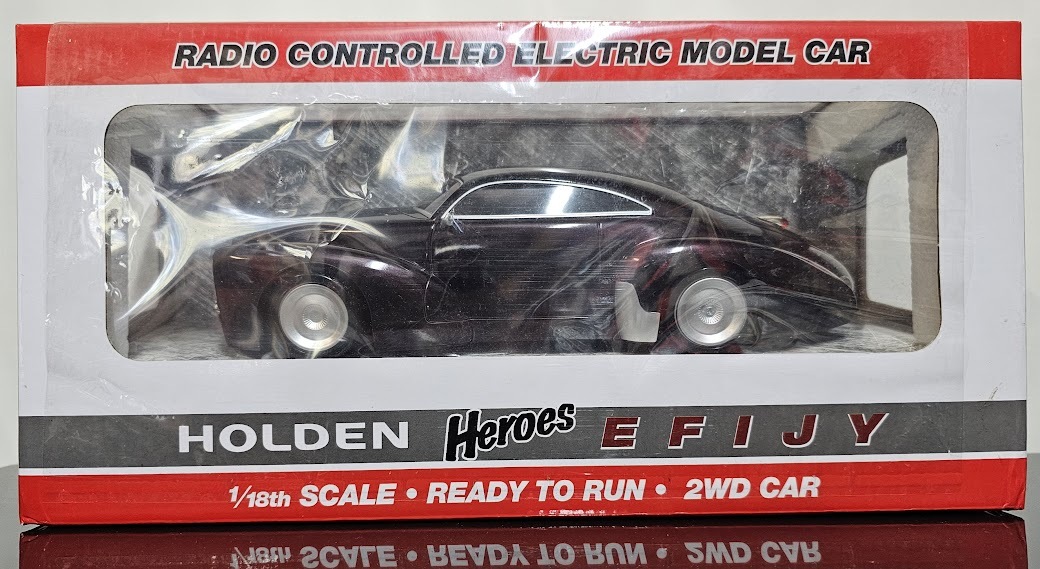 RADIO CONTROLLED ELECTRIC MODEL CAR
HOLDEN Heroes EFIJY
1/18th SCALE • READY TO RUN • 2WD CAR